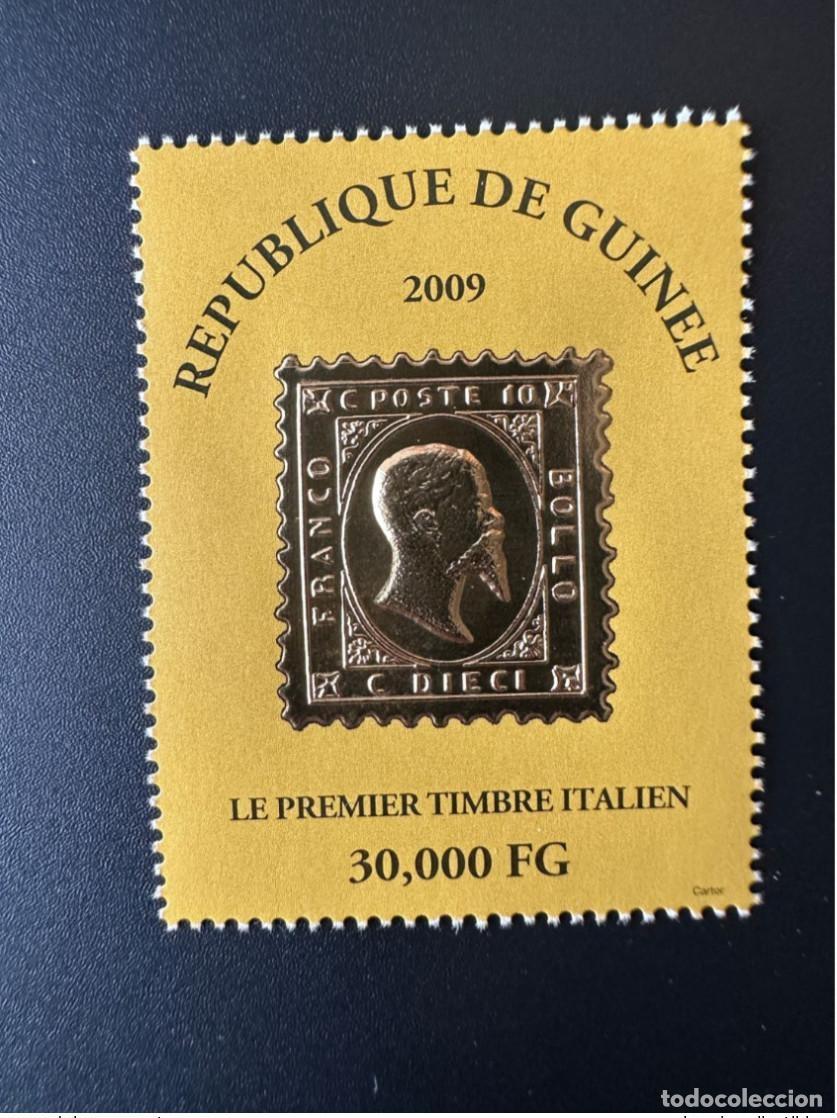 REPUBLIQUE DE GUINEE
2009
C POSTE 10
FRANCO
BOLLO
C DIECI
LE PREMIER TIMBRE ITALIEN
30,000 FG
Cartor
todocoleccion